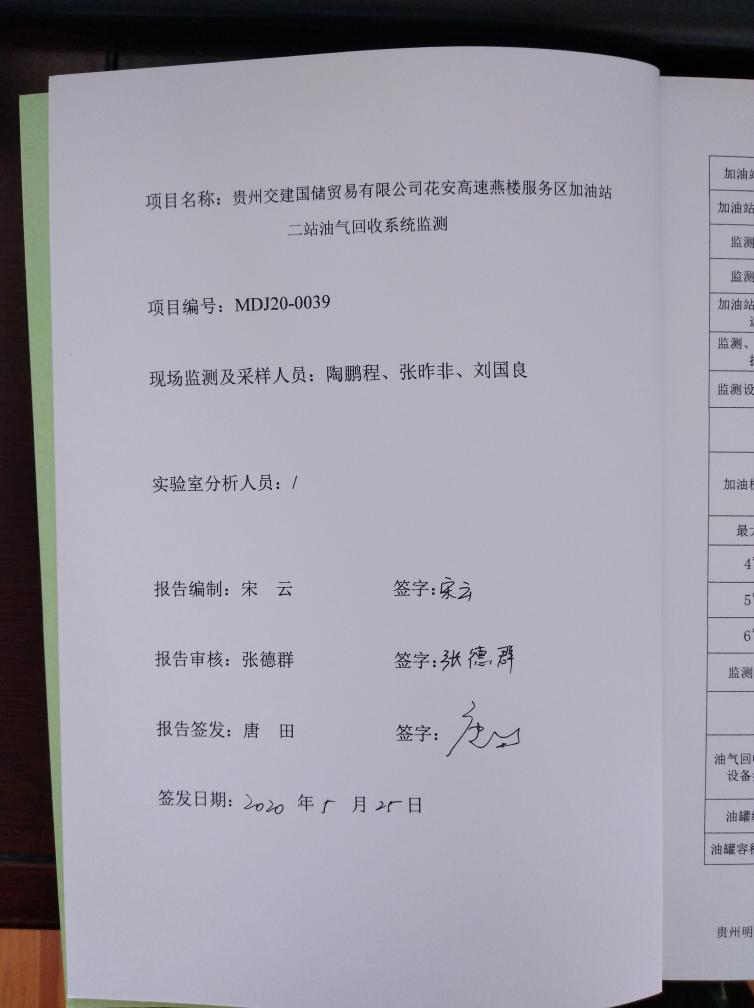 项目名称：贵州交建国储贸易有限公司花安高速燕楼服务区加油站
二站油气回收系统监测
项目编号：MDJ20-0039
现场监测及采样人员：陶鹏程、张昨非、刘国良
实验室分析人员：/
报告编制：宋 云 签字：宋云
报告审核：张德群 签字：张德群
报告签发：唐 田 签字：唐田
签发日期：2020 年 5 月 25 日
加油站
加油站
监测
监测
加油站
监测、
监测设
加油枪
最大
4#
5#
6#
监测
油气回收
设备
油罐
油罐容积
贵州明